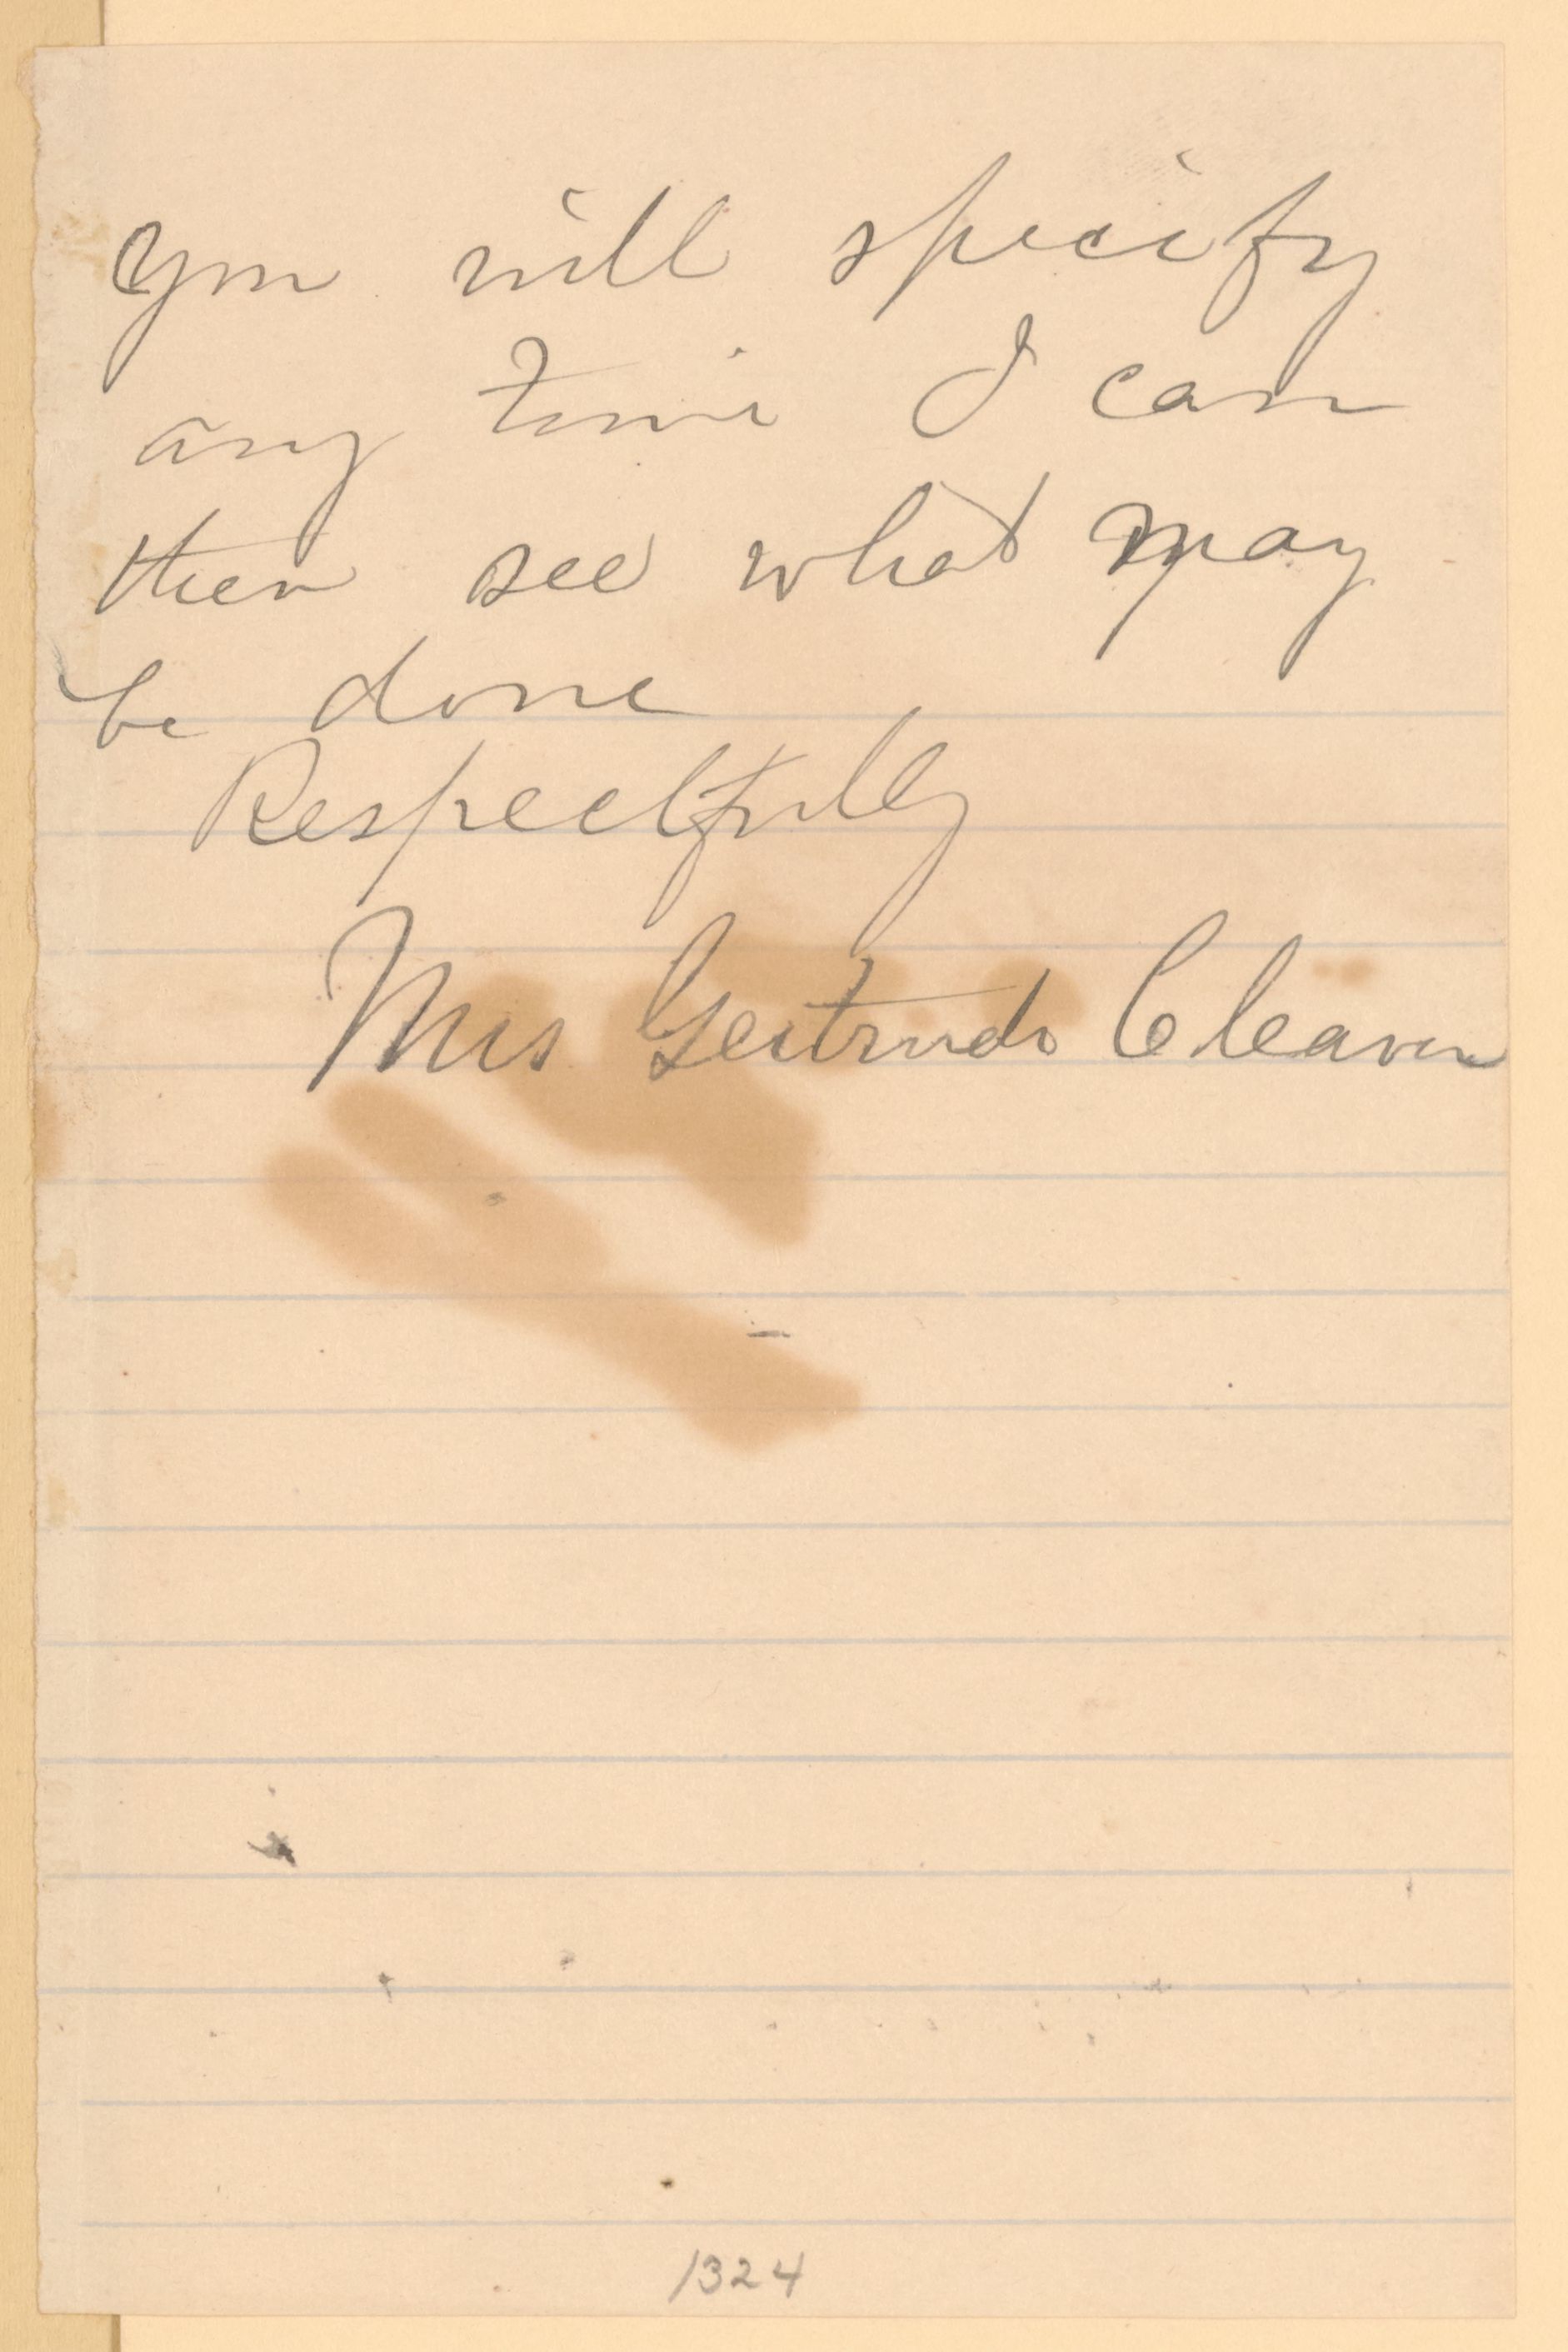 you will specify
any time I can
then see what may
be done
Respectfully
Mrs Gertrude Cleaver
1324